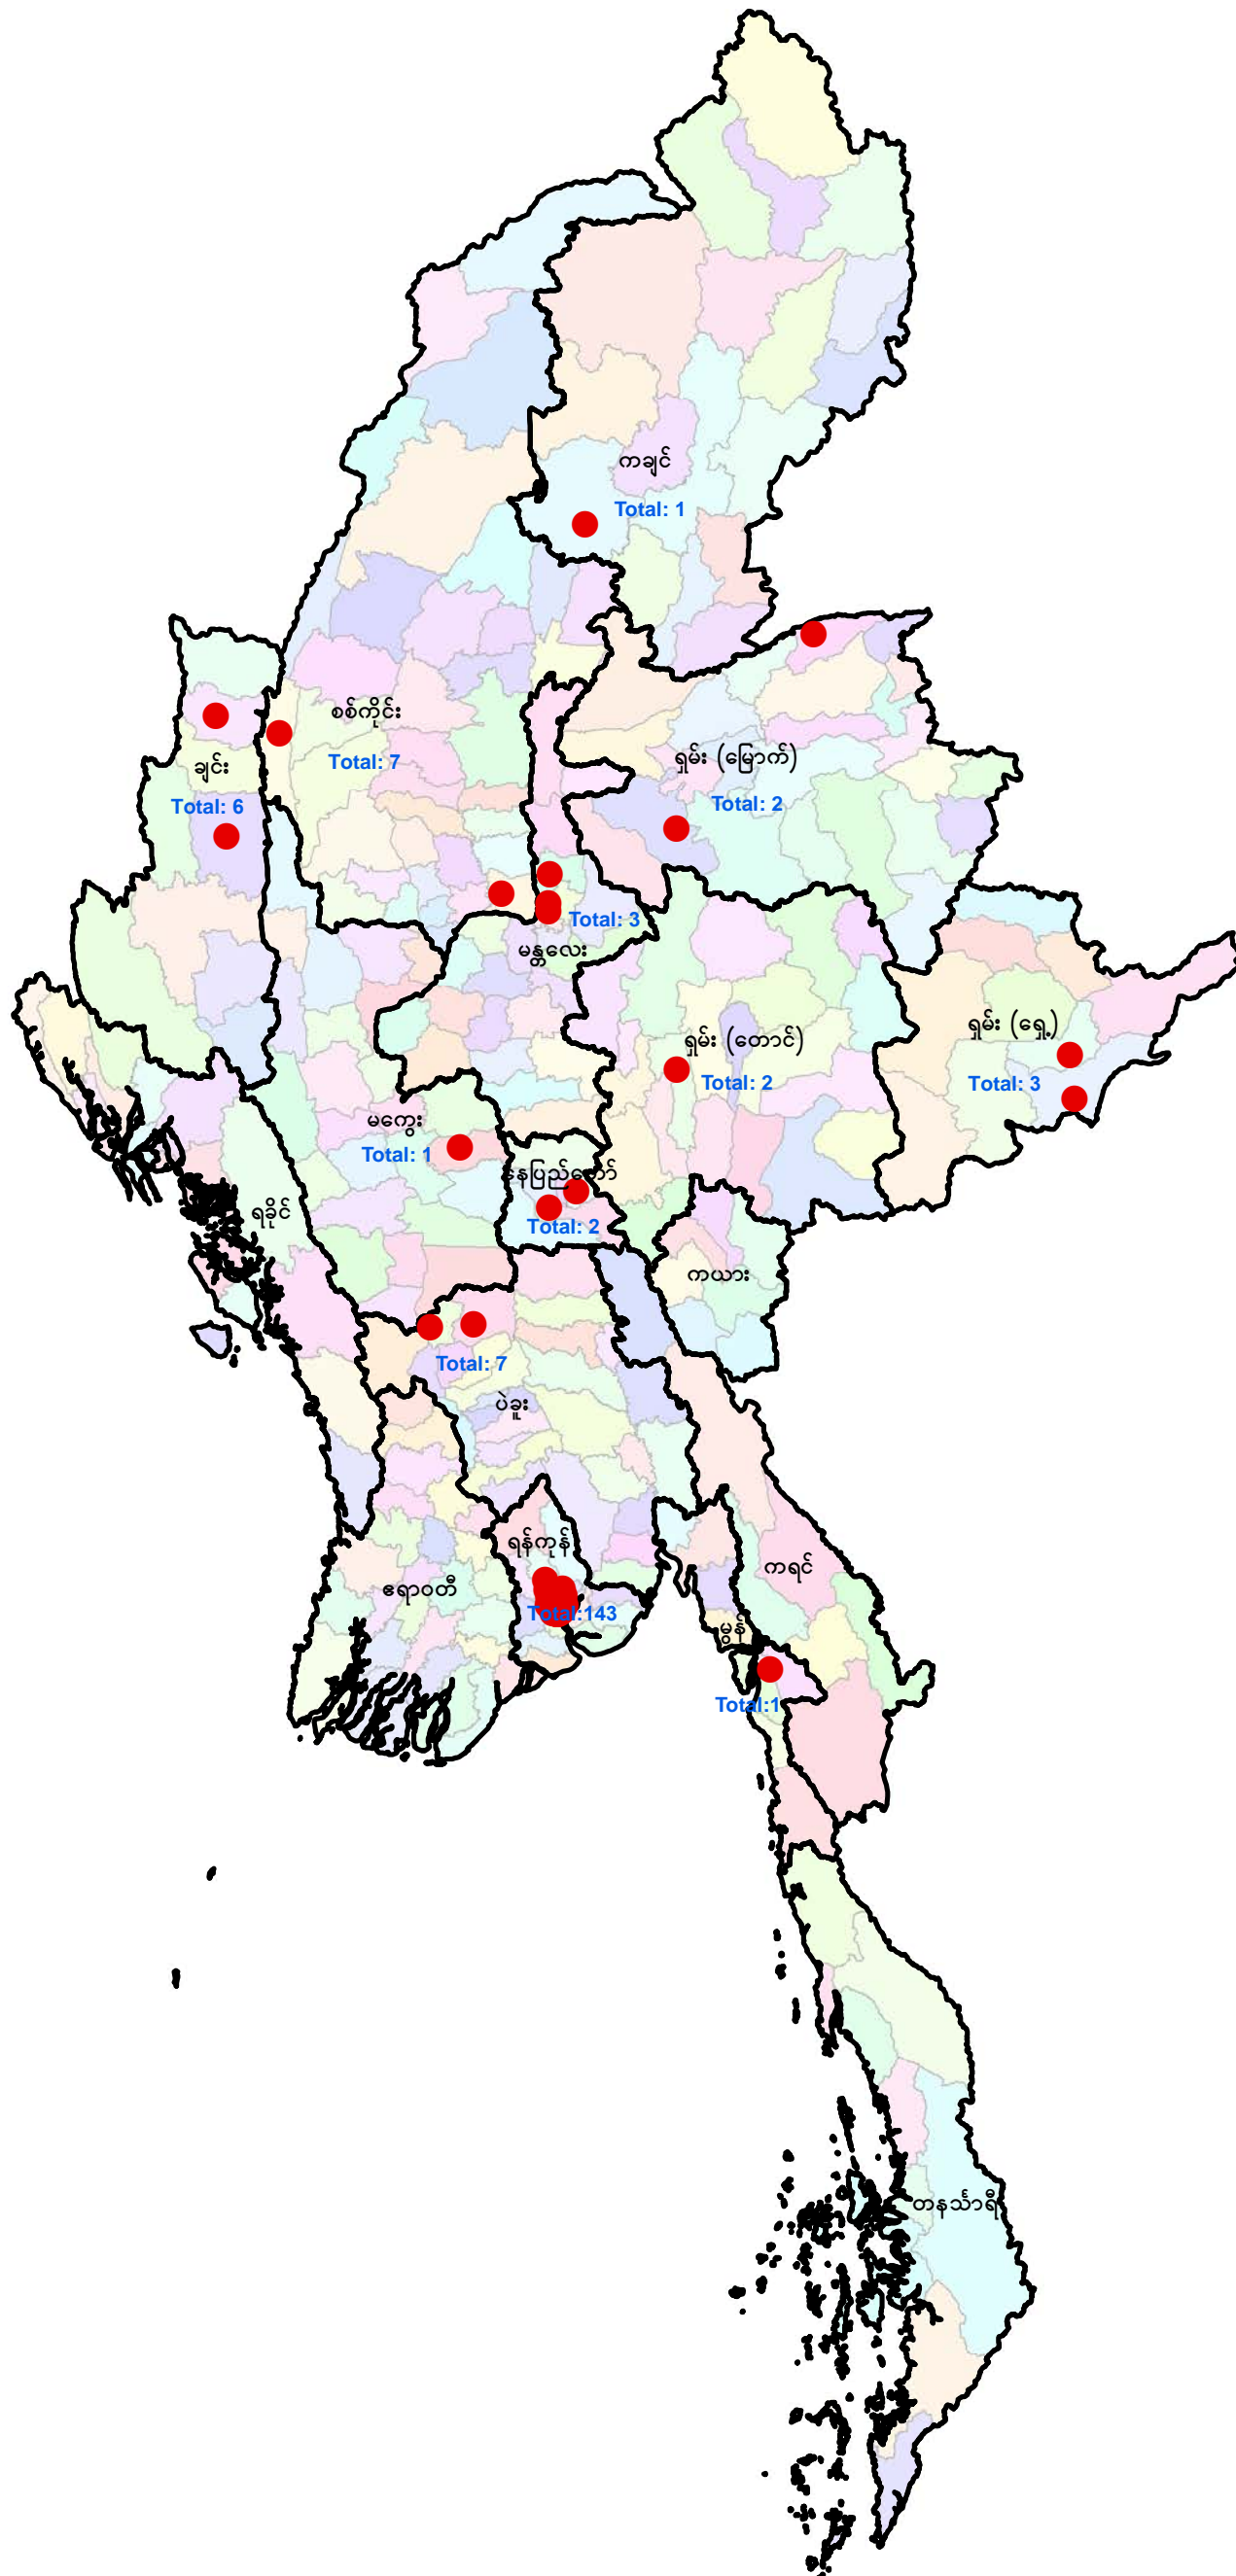 ကချင်
Total: 1
စစ်ကိုင်း
Total: 7
ချင်း
Total: 6
ရှမ်း (မြောက်)
Total: 2
Total: 3
မန္တလေး
ရှမ်း (ရှေ့)
Total: 3
ရှမ်း (တောင်)
Total: 2
မကွေး
Total: 1
နေပြည်တော်
Total: 2
ရခိုင်
ကယား
Total: 7
ပဲခူး
ရန်ကုန်
Total:143
ဧရာဝတီ
ကရင်
မွန်
Total:1
တနင်္သာရီ